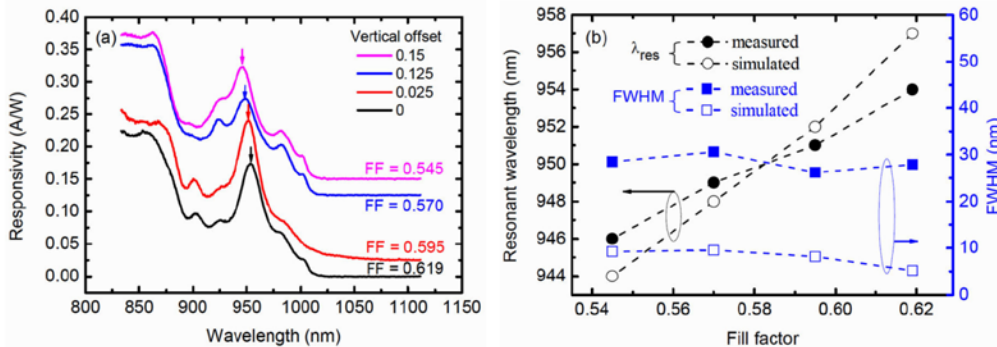 (a)
Vertical offset
0.15
0.125
0.025
0
FF = 0.545
FF = 0.570
FF = 0.595
FF = 0.619
0.40
0.35
0.30
0.25
0.20
0.15
0.10
0.05
0.00
Responsivity (A/W)
800 850 900 950 1000 1050 1100 1150
Wavelength (nm)
(b)
λres
measured
simulated
FWHM
measured
simulated
958
956
954
952
950
948
946
944
Resonant wavelength (nm)
60
50
40
30
20
10
0
FWHM (nm)
0.54 0.56 0.58 0.60 0.62
Fill factor